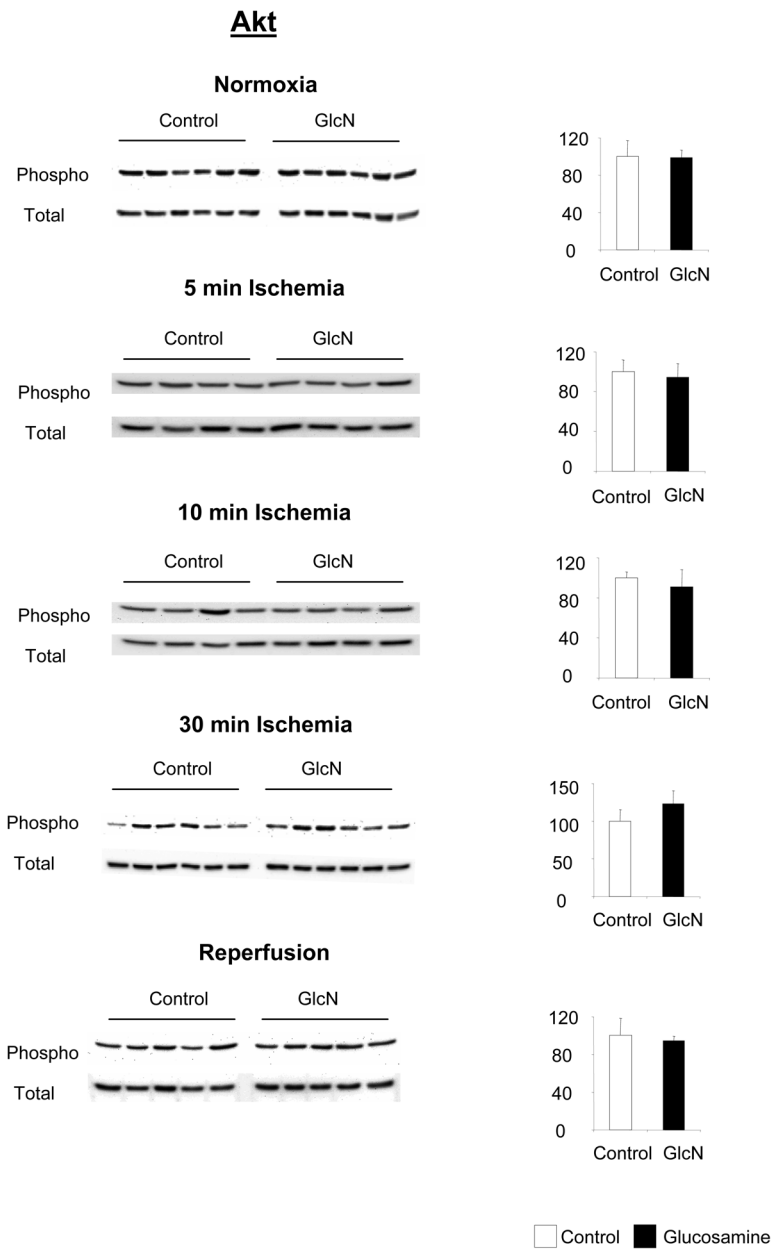 Akt
Normoxia
Control GlcN
Phospho
Total
120
80
40
0
Control GlcN
5 min Ischemia
Control GlcN
Phospho
Total
120
80
40
0
Control GlcN
10 min Ischemia
Control GlcN
Phospho
Total
120
80
40
0
Control GlcN
30 min Ischemia
Control GlcN
Phospho
Total
150
100
50
0
Control GlcN
Reperfusion
Control GlcN
Phospho
Total
120
80
40
0
Control GlcN
Control Glucosamine